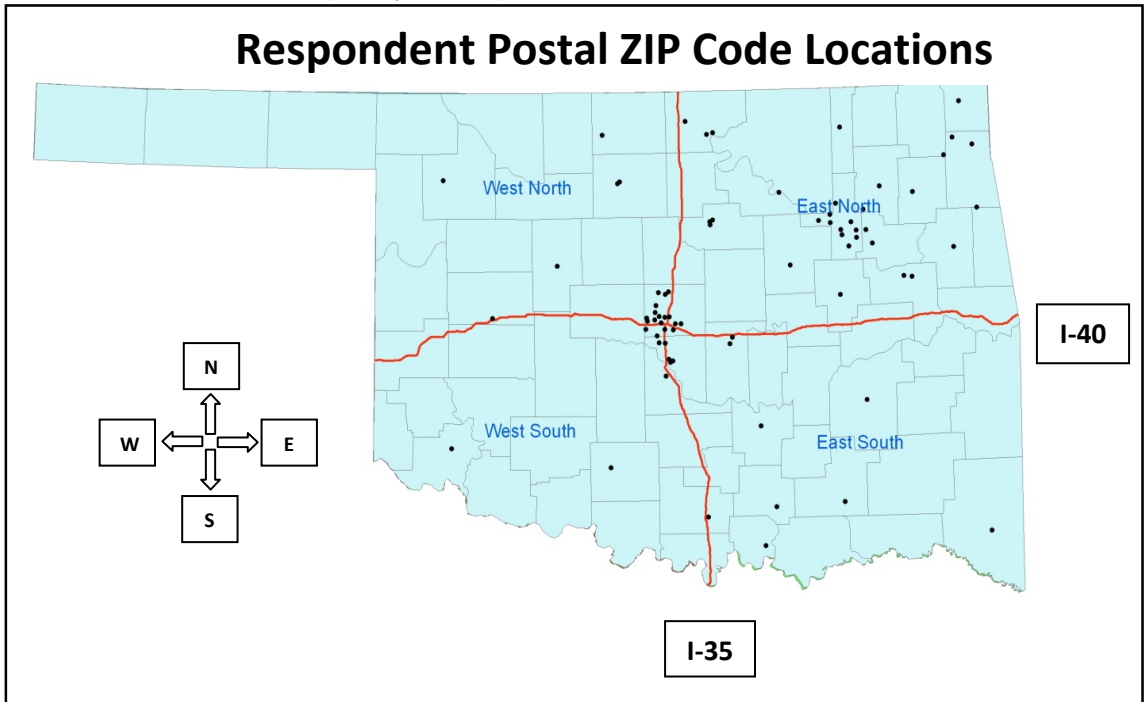 Respondent Postal ZIP Code Locations
West North
East North
I-40
N
W
E
S
West South
East South
I-35